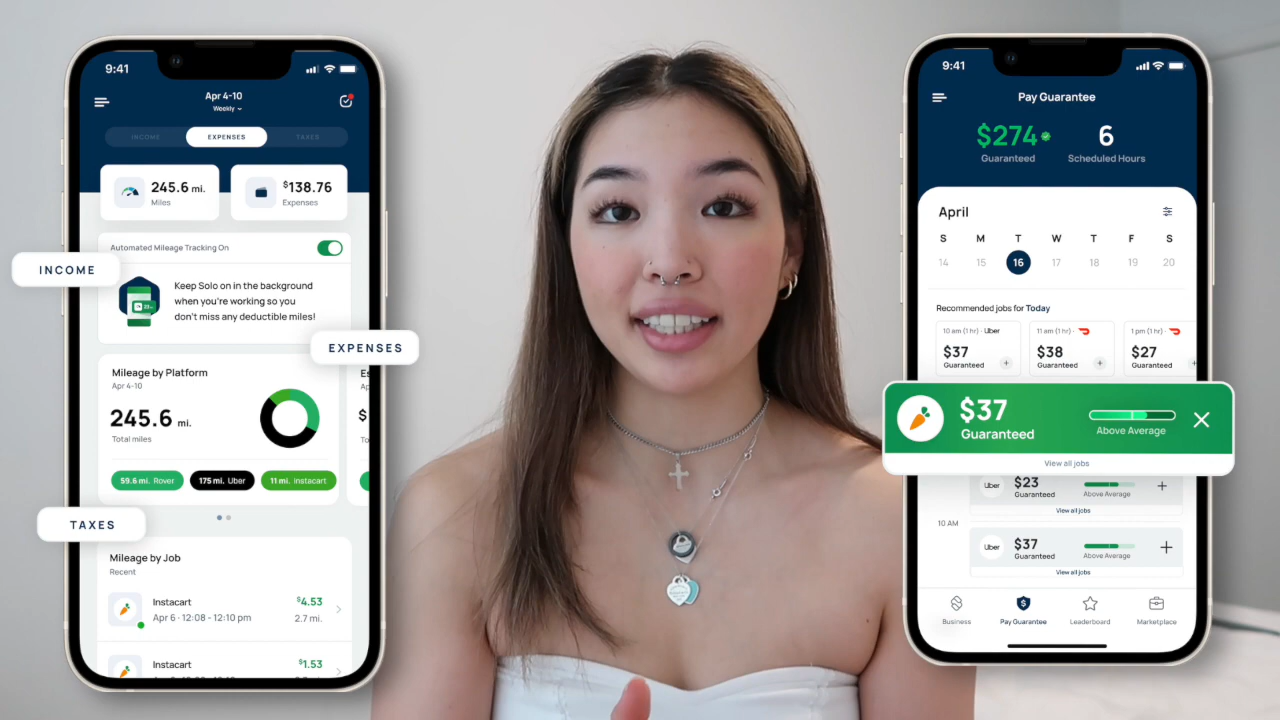 9:41
Apr 4-10
Weekly
INCOME
EXPENSES
TAXES
245.6 mi.
Miles
$138.76
Expenses
Automated Mileage Tracking On
Keep Solo on in the background
when you're working so you
don't miss any deductible miles!
INCOME
EXPENSES
TAXES
Mileage by Platform
Apr 4-10
245.6 mi.
Total miles
59.6 mi. Rover
175 mi. Uber
11 mi. Instacart
$
Mileage by Job
Recent
Instacart
$4.53
Apr 6 · 12:08 - 12:10 pm
2.7 mi.
Instacart
$1.53
9:41
Pay Guarantee
$274
Guaranteed
6
Scheduled Hours
April
S M T W T F S
14 15 16 17 18 19 20
Recommended jobs for Today
10 am (1 hr) · Uber
$37
Guaranteed
11 am (1 hr) ·
$38
Guaranteed
1 pm (1 hr) ·
$27
Guaranteed
$37
Guaranteed
Above Average
View all jobs
Uber
$23
Guaranteed
Above Average
View all jobs
10 AM
Uber
$37
Guaranteed
Above Average
View all jobs
Business
Pay Guarantee
Leaderboard
Marketplace